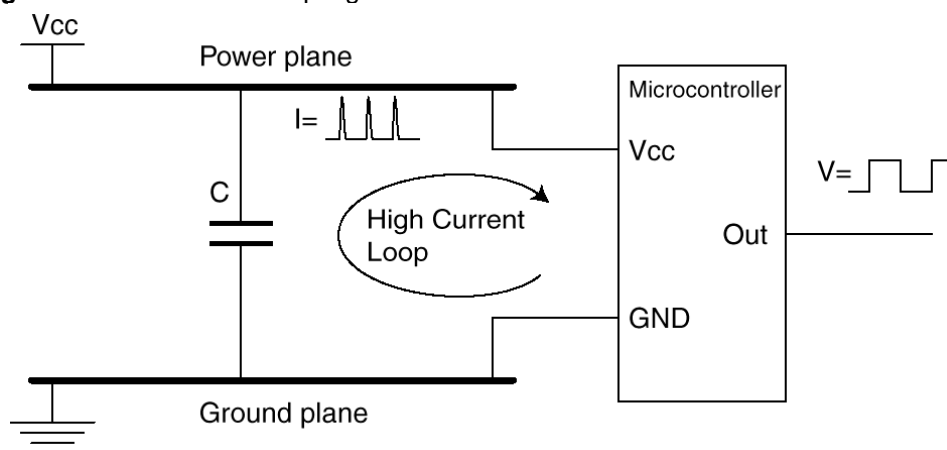 Vcc
Power plane
Microcontroller
I=
Vcc
V=
C
High Current
Loop
Out
GND
Ground plane